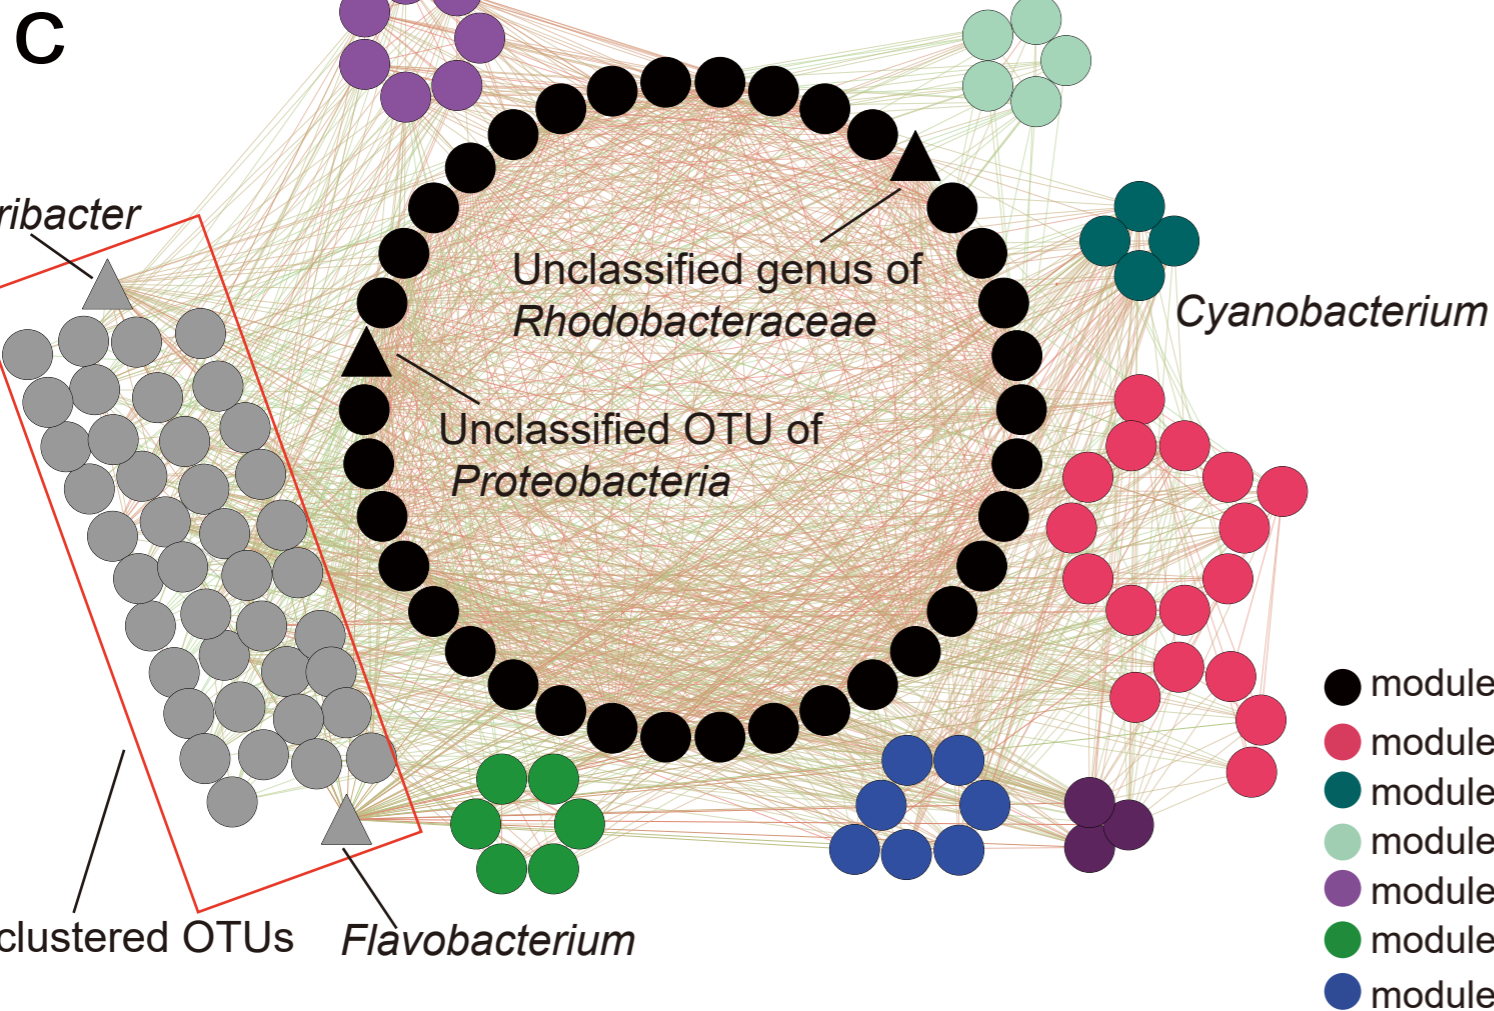 C
ribacter
Unclassified genus of
Rhodobacteraceae
Cyanobacterium
Unclassified OTU of
Proteobacteria
clustered OTUs
Flavobacterium
module
module
module
module
module
module
module